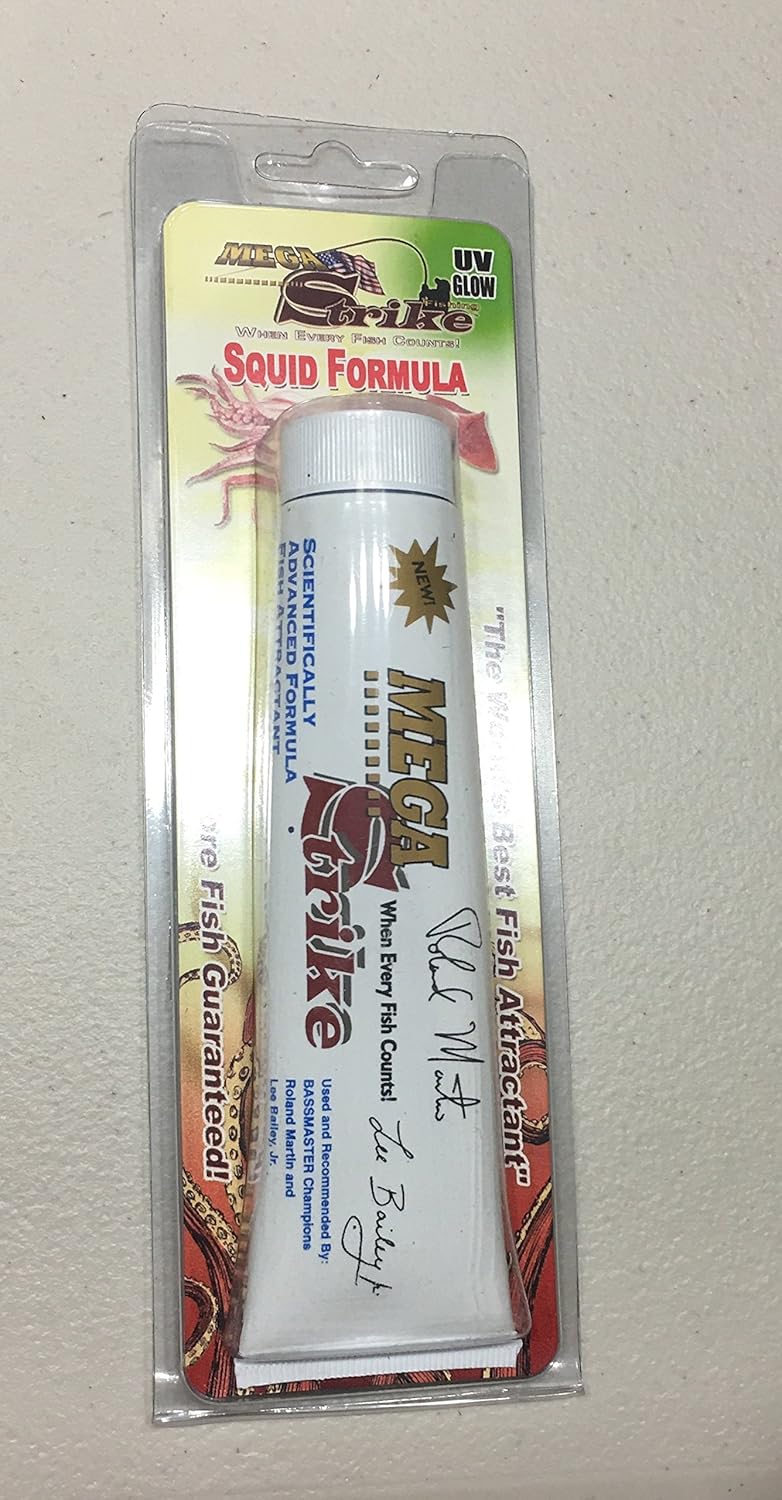 MEGA
Strike
Fishing
UV
GLOW
WHEN EVERY FISH COUNTS!
SQUID FORMULA
NEW!
SCIENTIFICALLY
ADVANCED FORMULA
FISH ATTRACTANT
MEGA
Strike
When Every Fish Counts!
Roland Martin
Lee Bailey Jr.
Used and Recommended By:
BASSMASTER Champions
Roland Martin and
Lee Bailey, Jr.
"The World's Best Fish Attractant"
Fish Guaranteed!